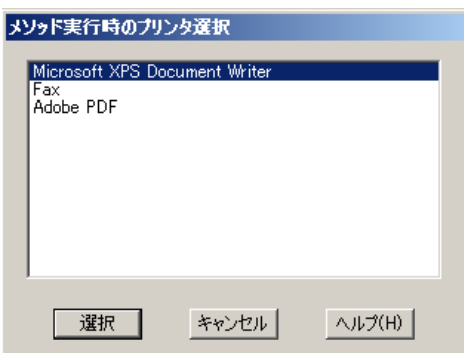 メソッド実行時のプリンタ選択
Microsoft XPS Document Writer
Fax
Adobe PDF
選択
キャンセル
ヘルプ(H)